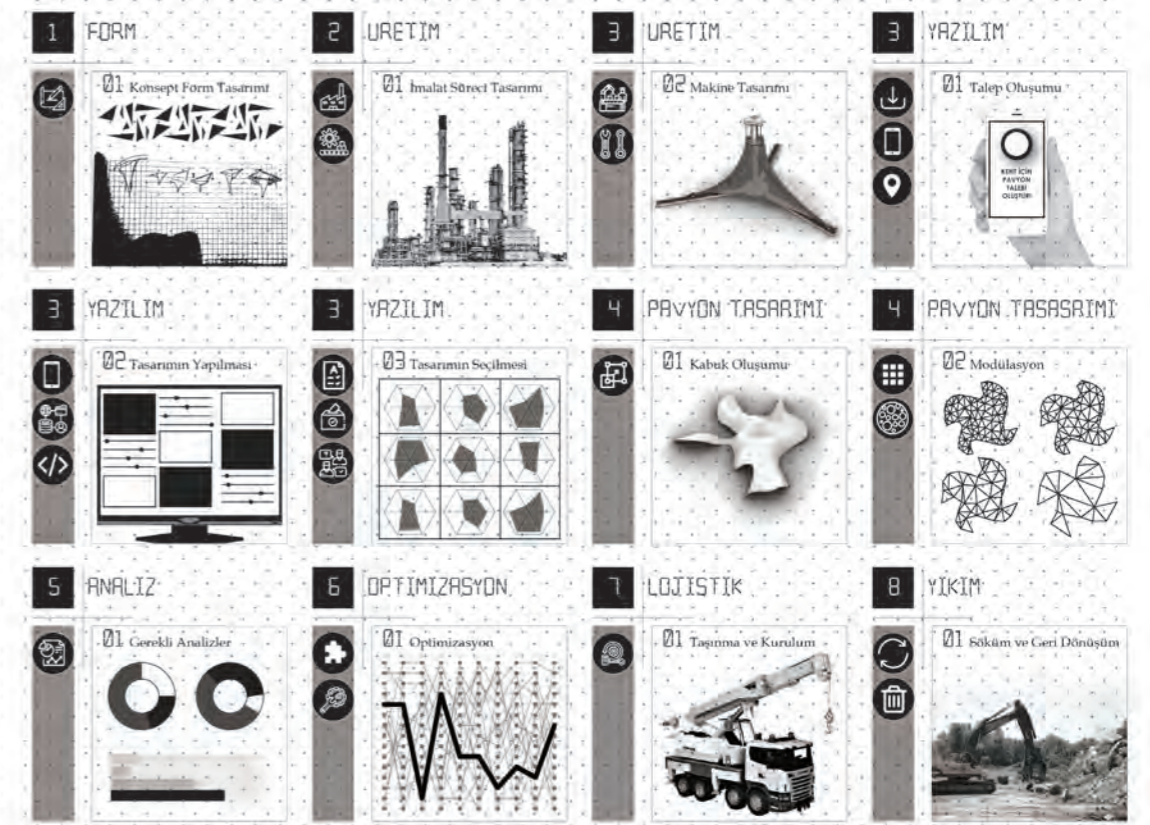 1 FORM
01 Konsept Form Tasarımı
2 URETIM
01 İmalat Süreci Tasarımı
3 URETIM
02 Makine Tasarımı
3 YAZILIM
01 Talep Oluşumu
KENT İÇİN
PAVYON
TALEBİ
OLUŞTUR!
3 YAZILIM
02 Tasarımın Yapılması
3 YAZILIM
03 Tasarımın Seçilmesi
4 PAVYON TASARIMI
01 Kabuk Oluşumu
4 PAVYON TASASRIMI
02 Modülasyon
5 ANALIZ
01 Gerekli Analizler
6 OPTIMIZASYON
01 Optimizasyon
7 LOJISTIK
01 Taşınma ve Kurulum
8 YIKIM
01 Söküm ve Geri Dönüşüm